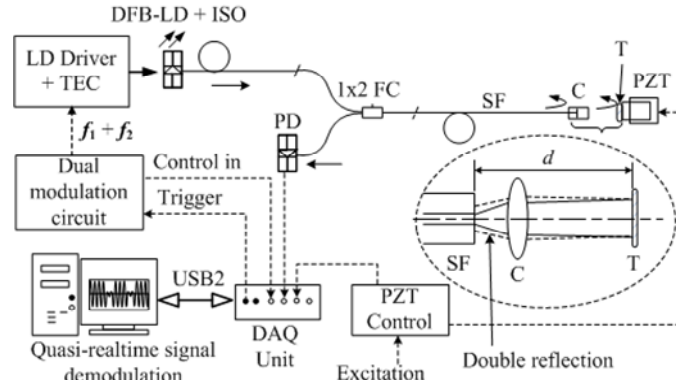 DFB-LD + ISO
LD Driver
+ TEC
T
PZT
C
1x2 FC
SF
PD
f₁ + f₂
Dual
modulation
circuit
Control in
Trigger
d
SF
C
T
USB2
DAQ
Unit
PZT
Control
Quasi-realtime signal
demodulation
Excitation
Double reflection